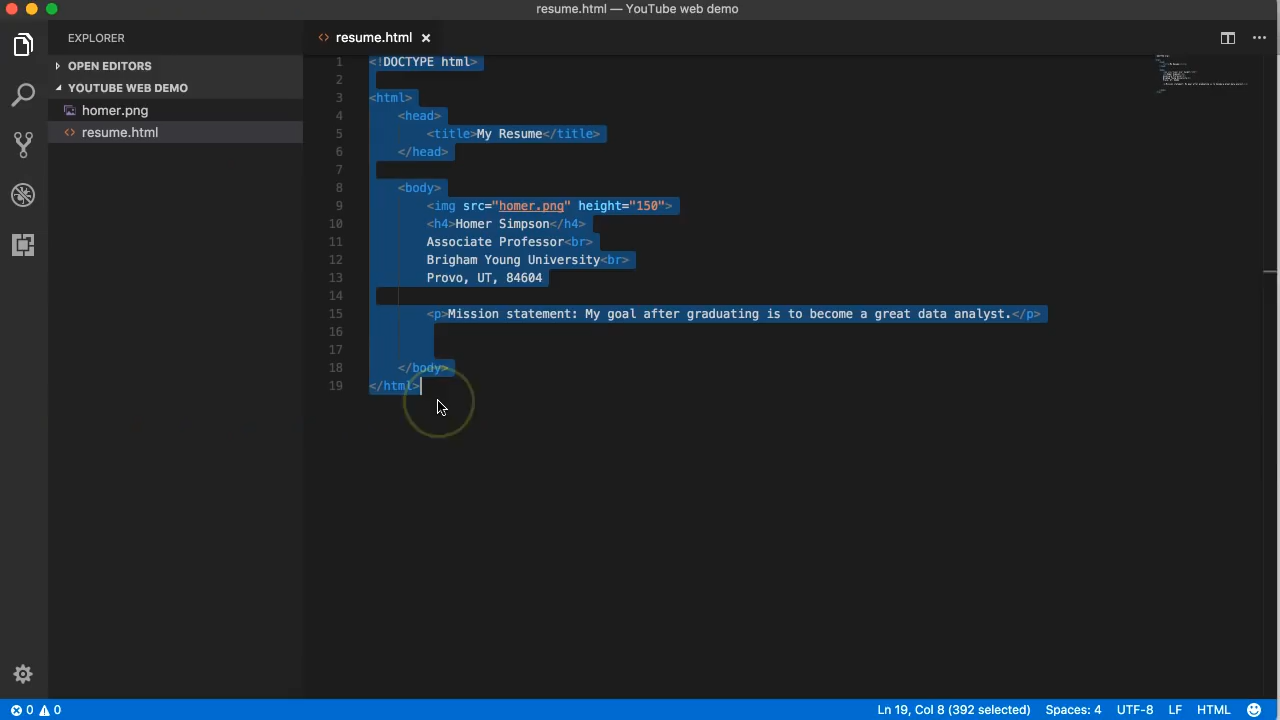 resume.html — YouTube web demo
EXPLORER
OPEN EDITORS
YOUTUBE WEB DEMO
homer.png
resume.html
resume.html
1 <!DOCTYPE html>
2
3 <html>
4 <head>
5 <title>My Resume</title>
6 </head>
7
8 <body>
9 <img src="homer.png" height="150">
10 <h4>Homer Simpson</h4>
11 Associate Professor<br>
12 Brigham Young University<br>
13 Provo, UT, 84604
14
15 <p>Mission statement: My goal after graduating is to become a great data analyst.</p>
16
17
18 </body>
19 </html>
0 0 Ln 19, Col 8 (392 selected) Spaces: 4 UTF-8 LF HTML